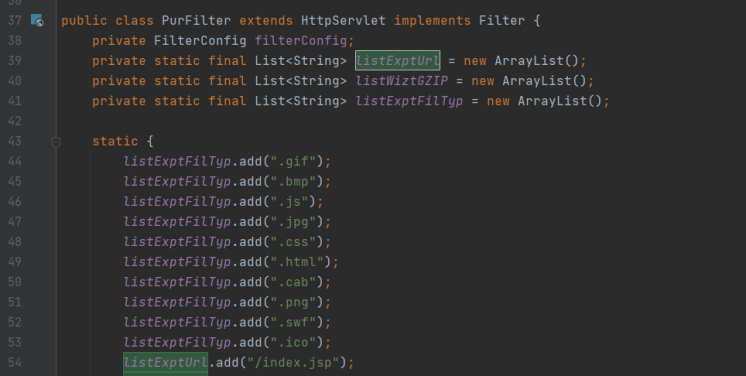 37 public class PurFilter extends HttpServlet implements Filter {
38 private FilterConfig filterConfig;
39 private static final List<String> listExptUrl = new ArrayList();
40 private static final List<String> listWiztGZIP = new ArrayList();
41 private static final List<String> listExptFilTyp = new ArrayList();
42
43 static {
44 listExptFilTyp.add(".gif");
45 listExptFilTyp.add(".bmp");
46 listExptFilTyp.add(".js");
47 listExptFilTyp.add(".jpg");
48 listExptFilTyp.add(".css");
49 listExptFilTyp.add(".html");
50 listExptFilTyp.add(".cab");
51 listExptFilTyp.add(".png");
52 listExptFilTyp.add(".swf");
53 listExptFilTyp.add(".ico");
54 listExptUrl.add("/index.jsp");